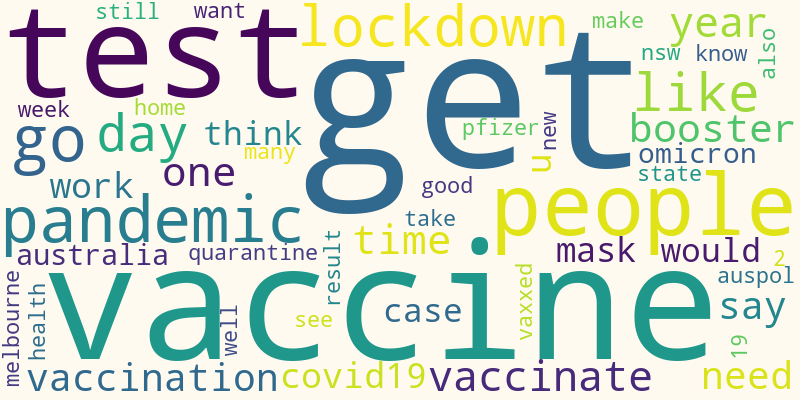 still
want
test
lockdown
make
year
also
nsw
know
get
week
home
like
go
day
think
many
pfizer
new
booster
one
u
omicron
state
work
good
people
pandemic
take
time
australia
quarantine
result
mask
would
2
auspol
vaccine
melbourne
health
well
see
case
vaxxed
say
19
vaccination
covid19
vaccinate
need